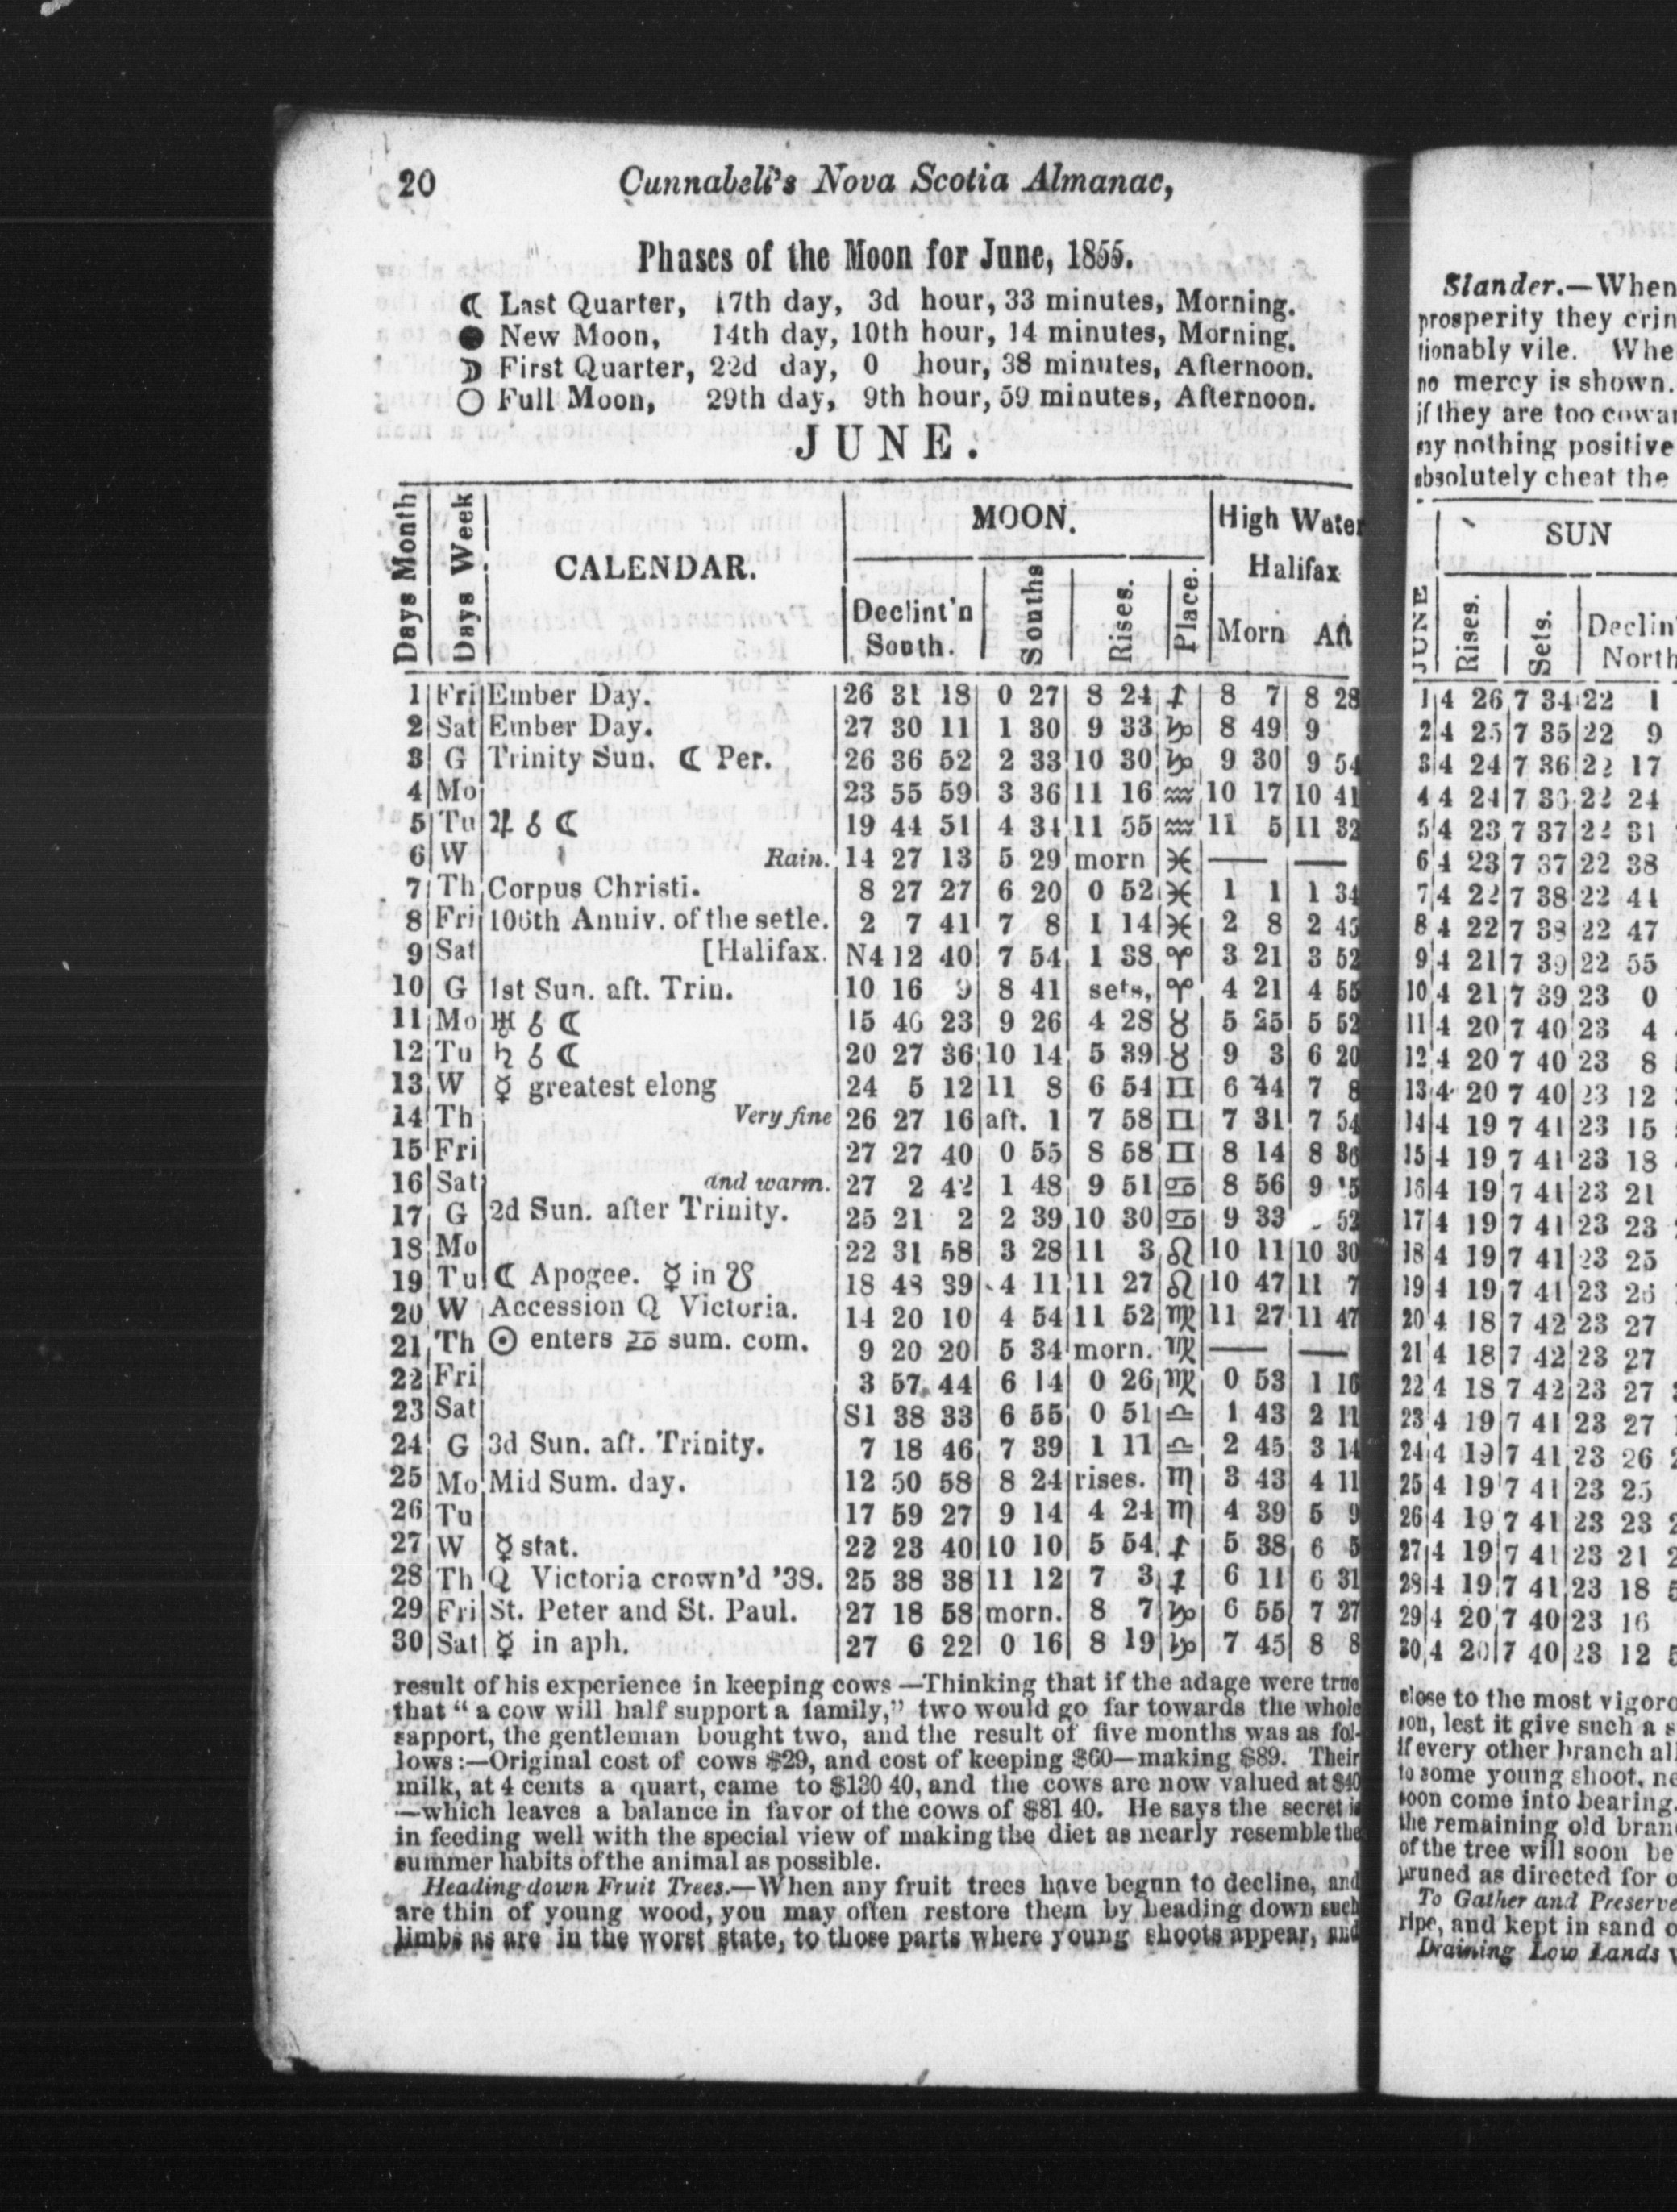 20 Cunnabell's Nova Scotia Almanac,
Phases of the Moon for June, 1855.
☾ Last Quarter, 17th day, 3d hour, 33 minutes, Morning.
● New Moon, 14th day, 10th hour, 14 minutes, Morning.
☽ First Quarter, 22d day, 0 hour, 38 minutes, Afternoon.
○ Full Moon, 29th day, 9th hour, 59 minutes, Afternoon.
JUNE.
Days Month Days Week CALENDAR. MOON. High Water Halifax
Declint'n South. Souths Rises. Place. Morn Aft
1 Fri Ember Day. 26 31 18 0 27 8 24 ♐ 8 7 8 28
2 Sat Ember Day. 27 30 11 1 30 9 33 ♑ 8 49 9
3 G Trinity Sun. ☾ Per. 26 36 52 2 33 10 30 ♑ 9 30 9 54
4 Mo 23 55 59 3 36 11 16 ♒ 10 17 10 41
5 Tu ♃ ☌ ☾ 19 44 51 4 34 11 55 ♒ 11 5 11 32
6 W Rain. 14 27 13 5 29 morn ♓ — —
7 Th Corpus Christi. 8 27 27 6 20 0 52 ♓ 1 1 1 34
8 Fri 106th Anniv. of the setle. 2 7 41 7 8 1 14 ♓ 2 8 2 45
9 Sat [Halifax. N4 12 40 7 54 1 38 ♈ 3 21 3 52
10 G 1st Sun. aft. Trin. 10 16 9 8 41 sets. ♈ 4 21 4 55
11 Mo ♅ ☌ ☾ 15 46 23 9 26 4 28 ♉ 5 25 5 52
12 Tu ♄ ☌ ☾ 20 27 36 10 14 5 39 ♉ 9 3 6 20
13 W ☿ greatest elong 24 5 12 11 8 6 54 ♊ 6 44 7 8
14 Th Very fine 26 27 16 aft. 1 7 58 ♊ 7 31 7 54
15 Fri 27 27 40 0 55 8 58 ♊ 8 14 8 36
16 Sat and warm. 27 2 42 1 48 9 51 ♋ 8 56 9 15
17 G 2d Sun. after Trinity. 25 21 2 2 39 10 30 ♋ 9 33 52
18 Mo 22 31 58 3 28 11 3 ♌ 10 11 10 30
19 Tu ☾ Apogee. ☿ in ☋ 18 48 39 4 11 11 27 ♌ 10 47 11 7
20 W Accession Q Victoria. 14 20 10 4 54 11 52 ♍ 11 27 11 47
21 Th ☉ enters ♋ sum. com. 9 20 20 5 34 morn. ♍ — —
22 Fri 3 57 44 6 14 0 26 ♍ 0 53 1 16
23 Sat S1 38 33 6 55 0 51 ♎ 1 43 2 11
24 G 3d Sun. aft. Trinity. 7 18 46 7 39 1 11 ♎ 2 45 3 14
25 Mo Mid Sum. day. 12 50 58 8 24 rises. ♏ 3 43 4 11
26 Tu 17 59 27 9 14 4 24 ♏ 4 39 5 9
27 W ☿ stat. 22 23 40 10 10 5 54 ♐ 5 38 6 5
28 Th Q Victoria crown'd '38. 25 38 38 11 12 7 3 ♐ 6 11 6 31
29 Fri St. Peter and St. Paul. 27 18 58 morn. 8 7 ♑ 6 55 7 27
30 Sat ☿ in aph. 27 6 22 0 16 8 19 ♑ 7 45 8 8
result of his experience in keeping cows —Thinking that if the adage were true
that "a cow will half support a family," two would go far towards the whole
support, the gentleman bought two, and the result of five months was as fol-
lows:—Original cost of cows $29, and cost of keeping $60—making $89. Their
milk, at 4 cents a quart, came to $130 40, and the cows are now valued at $40
—which leaves a balance in favor of the cows of $81 40. He says the secret is
in feeding well with the special view of making the diet as nearly resemble the
summer habits of the animal as possible.
Heading down Fruit Trees.—When any fruit trees have begun to decline, and
are thin of young wood, you may often restore them by heading down such
limbs as are in the worst state, to those parts where young shoots appear, and
Slander.—When
prosperity they crin
tionably vile. Whe
no mercy is shown.
if they are too cowar
ny nothing positive
absolutely cheat the
SUN
JUNE Rises. Sets. Declin' North
1 4 26 7 34 22 1
2 4 25 7 35 22 9
3 4 24 7 36 22 17
4 4 24 7 36 22 24
5 4 23 7 37 22 31
6 4 23 7 37 22 38
7 4 22 7 38 22 44
8 4 22 7 38 22 47
9 4 21 7 39 22 55
10 4 21 7 39 23 0
11 4 20 7 40 23 4
12 4 20 7 40 23 8
13 4 20 7 40 23 12
14 4 19 7 41 23 15
15 4 19 7 41 23 18
16 4 19 7 41 23 21
17 4 19 7 41 23 23
18 4 19 7 41 23 25
19 4 19 7 41 23 26
20 4 18 7 42 23 27
21 4 18 7 42 23 27
22 4 18 7 42 23 27
23 4 19 7 41 23 27
24 4 19 7 41 23 26 2
25 4 19 7 41 23 25
26 4 19 7 41 23 23 2
27 4 19 7 41 23 21 2
28 4 19 7 41 23 18 5
29 4 20 7 40 23 16
30 4 20 7 40 23 12 5
close to the most vigoro
son, lest it give such a s
If every other branch all
to some young shoot, ne
soon come into bearing.
the remaining old bran
of the tree will soon be
pruned as directed for o
To Gather and Preserve
ripe, and kept in sand o
Draining Low Lands